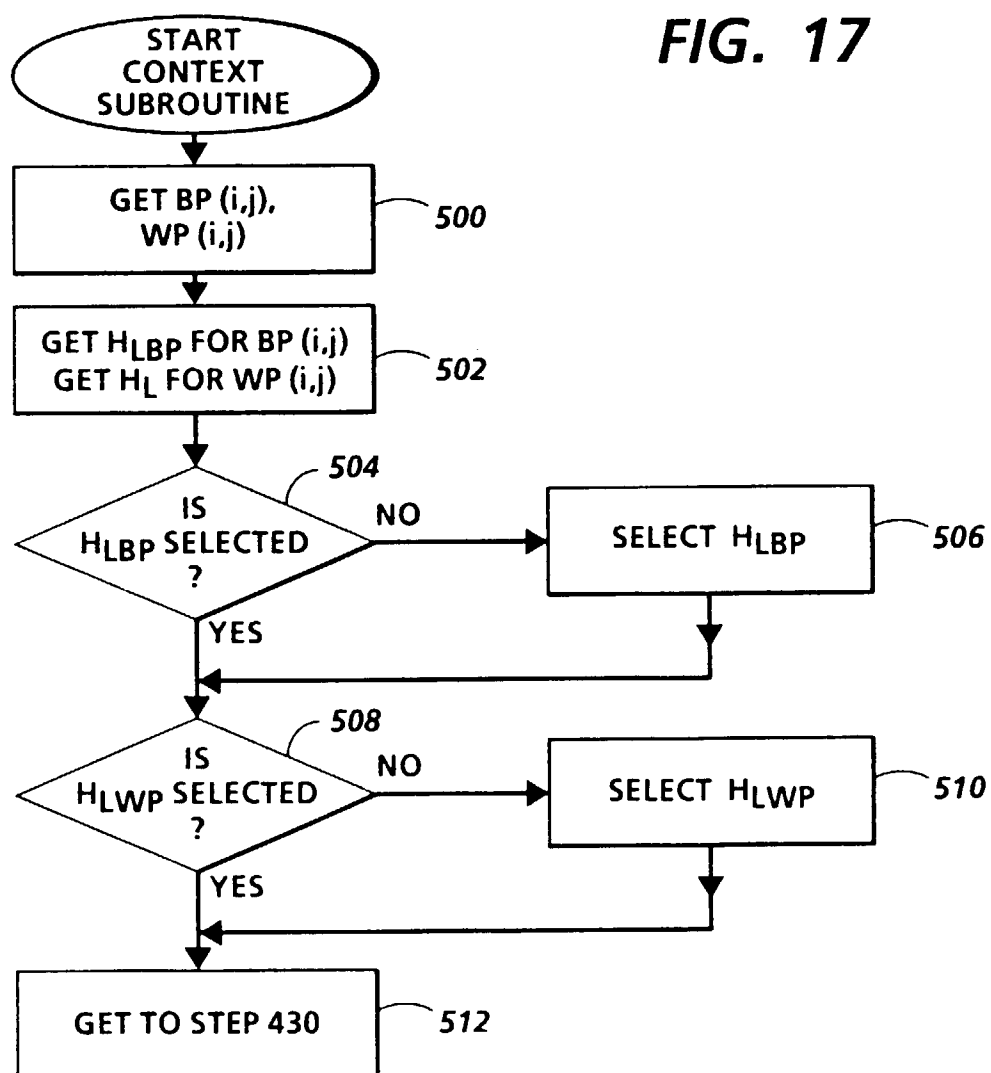 FIG. 17
START
CONTEXT
SUBROUTINE
GET BP (i,j),
WP (i,j)
500
GET HLBP FOR BP (i,j)
GET HL FOR WP (i,j)
502
504
IS
HLBP SELECTED
?
NO
SELECT HLBP
506
YES
508
IS
HLWP SELECTED
?
NO
SELECT HLWP
510
YES
GET TO STEP 430
512